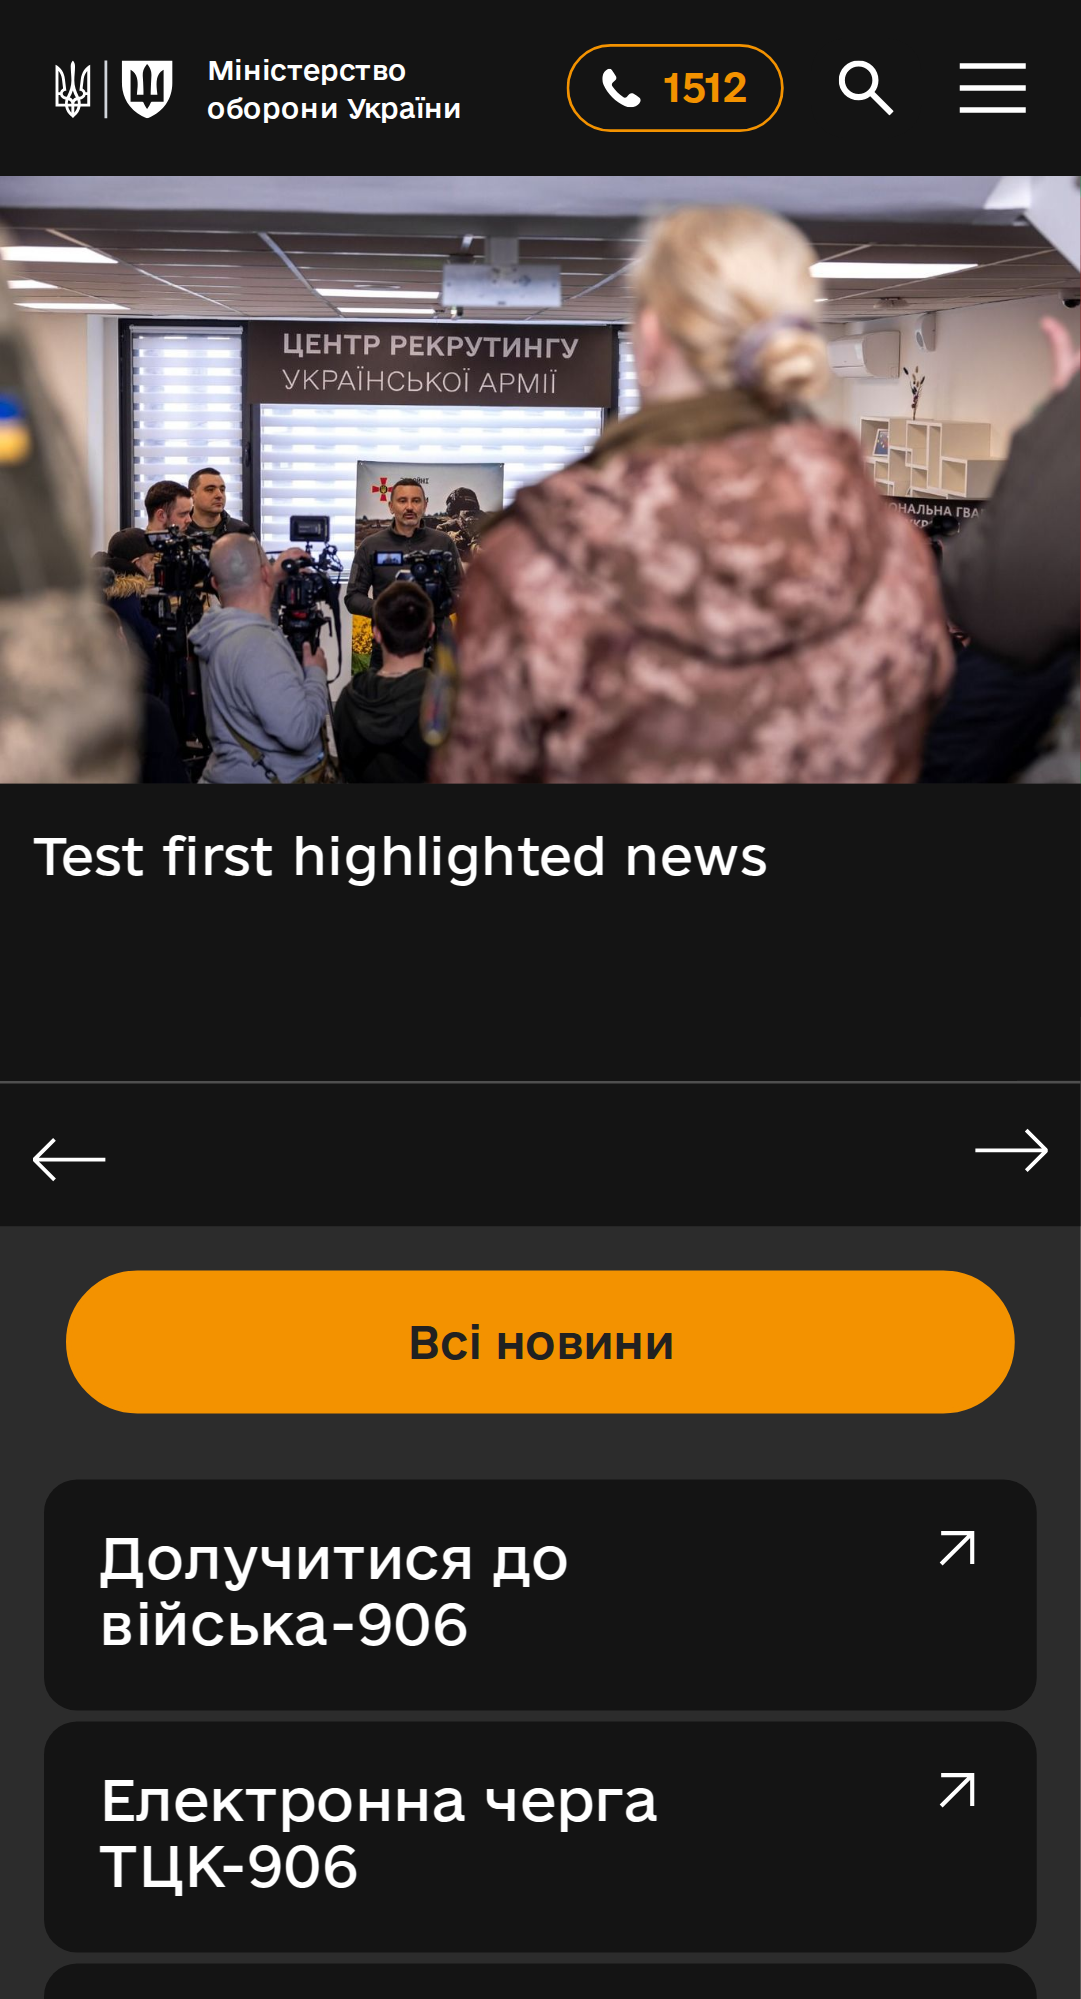 Міністерство
оборони України
1512
ЦЕНТР РЕКРУТИНГУ
УКРАЇНСЬКОЇ АРМІЇ
Test first highlighted news
Всі новини
Долучитися до
війська-906
Електронна черга
ТЦК-906